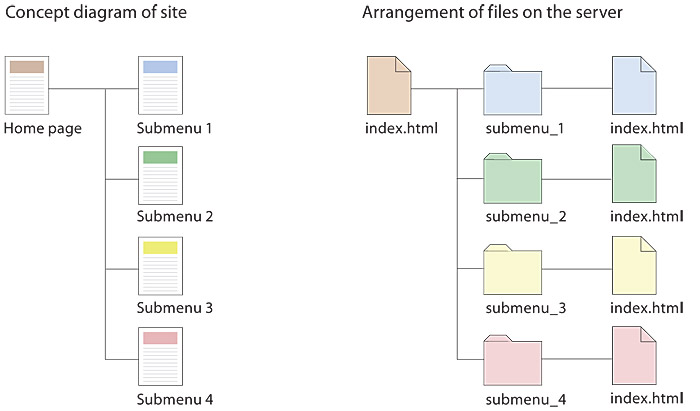 Concept diagram of site
Arrangement of files on the server
Home page
Submenu 1
index.html
submenu_1
index.html
Submenu 2
submenu_2
index.html
Submenu 3
submenu_3
index.html
Submenu 4
submenu_4
index.html